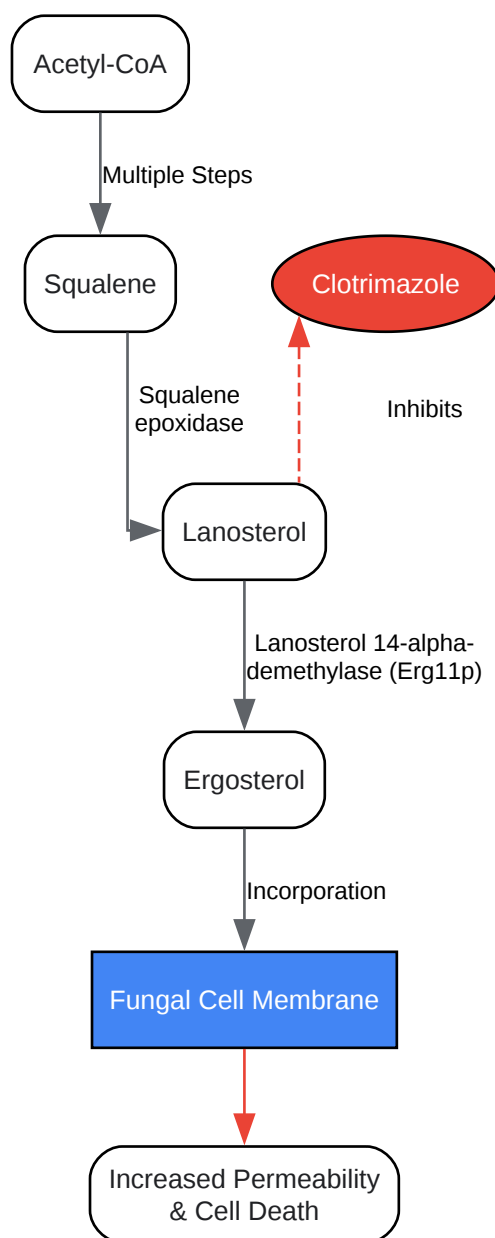 Acetyl-CoA
Multiple Steps
Squalene
Clotrimazole
Squalene
epoxidase
Inhibits
Lanosterol
Lanosterol 14-alpha-
demethylase (Erg11p)
Ergosterol
Incorporation
Fungal Cell Membrane
Increased Permeability
& Cell Death